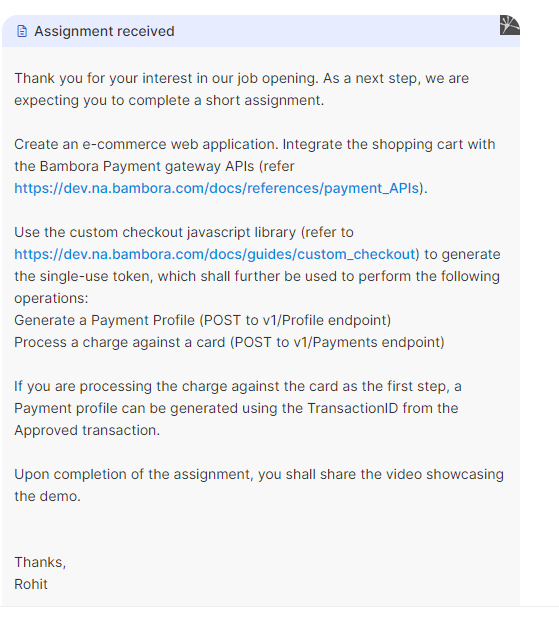 Assignment received
Thank you for your interest in our job opening. As a next step, we are
expecting you to complete a short assignment.
Create an e-commerce web application. Integrate the shopping cart with
the Bambora Payment gateway APIs (refer
https://dev.na.bambora.com/docs/references/payment_APIs).
Use the custom checkout javascript library (refer to
https://dev.na.bambora.com/docs/guides/custom_checkout) to generate
the single-use token, which shall further be used to perform the following
operations:
Generate a Payment Profile (POST to v1/Profile endpoint)
Process a charge against a card (POST to v1/Payments endpoint)
If you are processing the charge against the card as the first step, a
Payment profile can be generated using the TransactionID from the
Approved transaction.
Upon completion of the assignment, you shall share the video showcasing
the demo.
Thanks,
Rohit